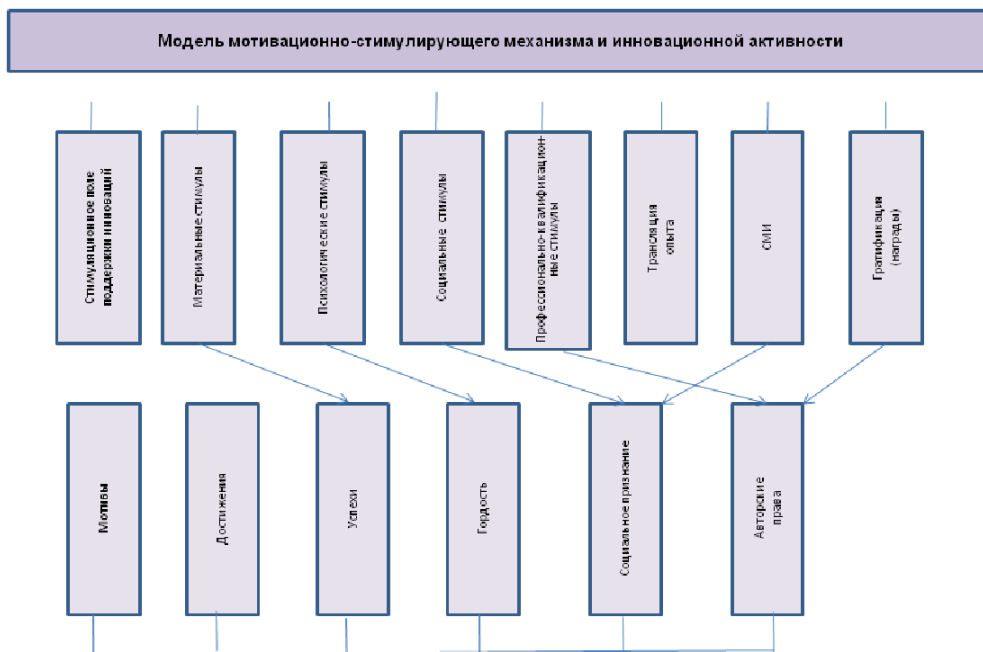 Модель мотивационно-стимулирующего механизма и инновационной активности
Стимуляционное поле
поддержки инноваций
Материальные стимулы
Психологические стимулы
Социальные стимулы
Профессионально-квалификацион-
ные стимулы
Трансляция
опыта
СМИ
Гратификация
(награды)
Мотивы
Достижения
Успехи
Гордость
Социальное признание
Авторские
права